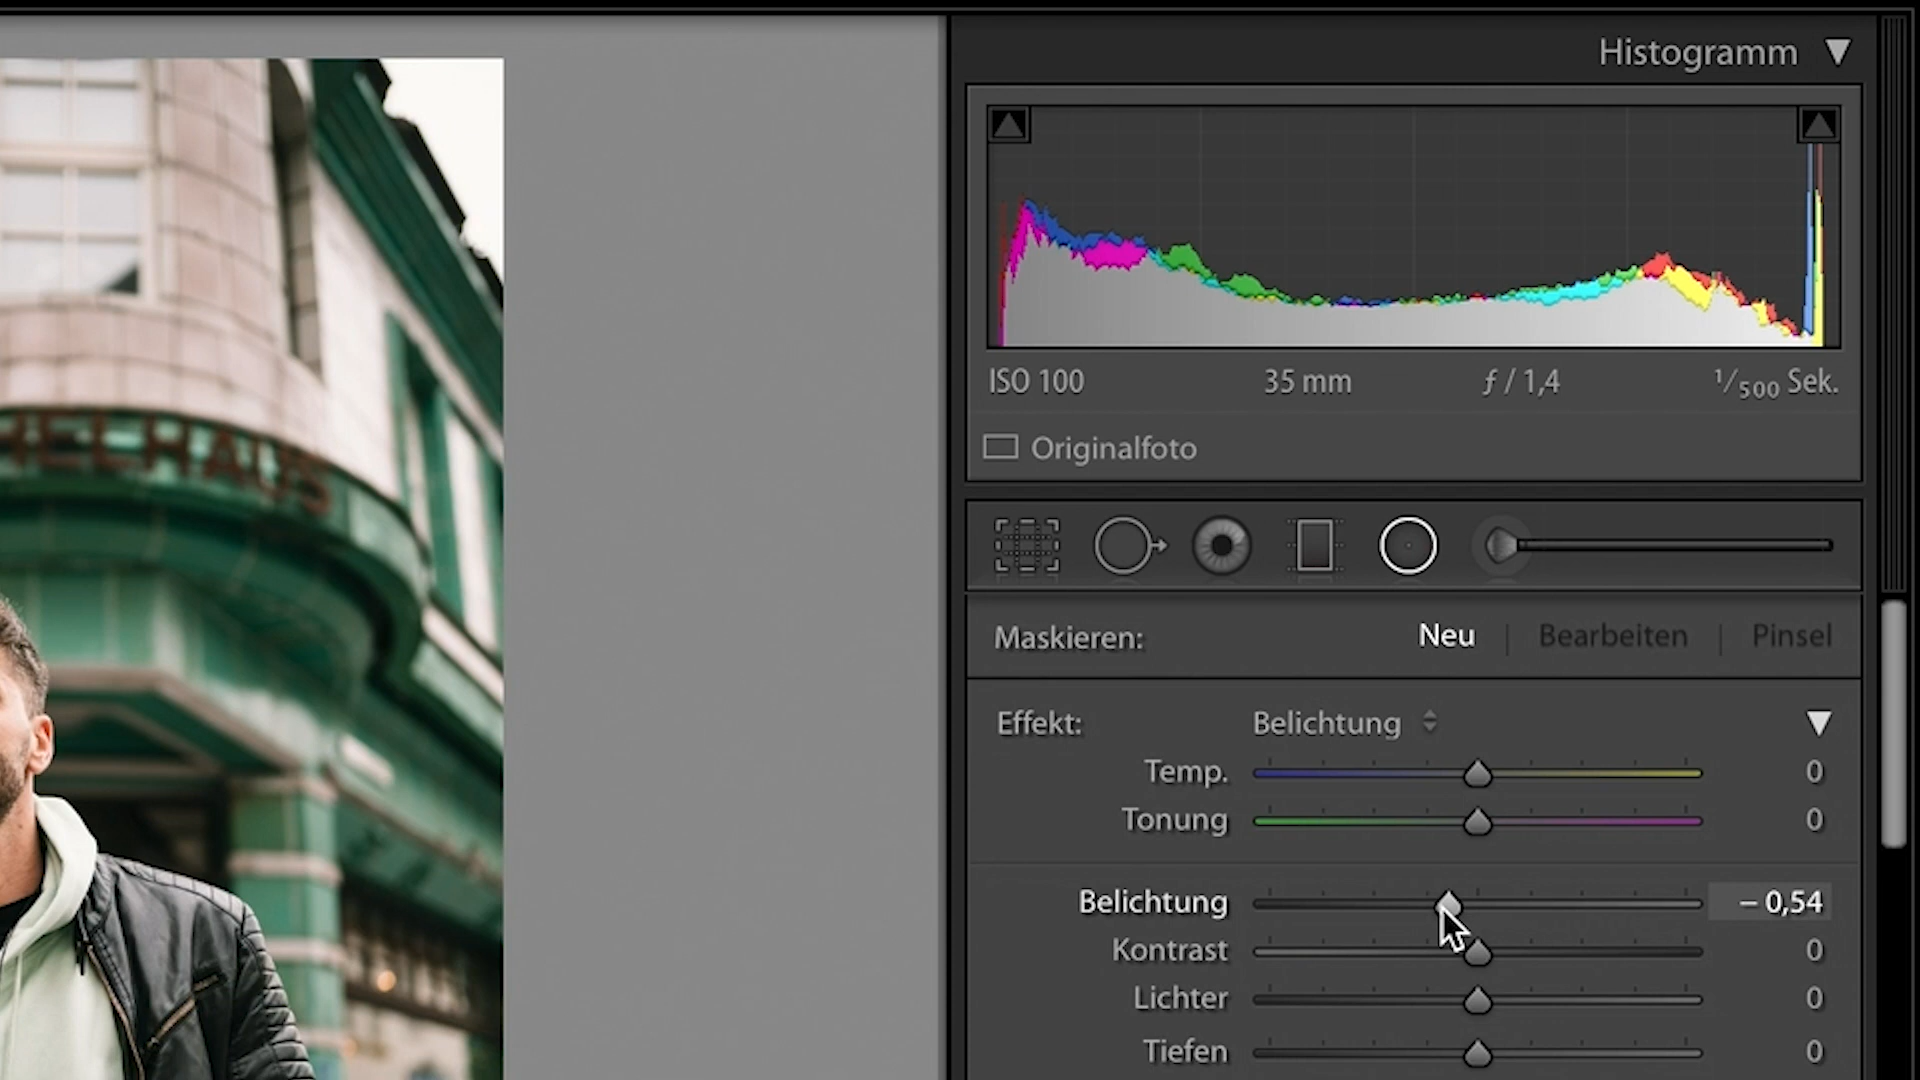 Histogramm
ISO 100 35 mm ƒ / 1,4 1/500 Sek.
Originalfoto
Maskieren: Neu | Bearbeiten | Pinsel
Effekt: Belichtung
Temp. 0
Tonung 0
Belichtung – 0,54
Kontrast 0
Lichter 0
Tiefen 0
HAUS